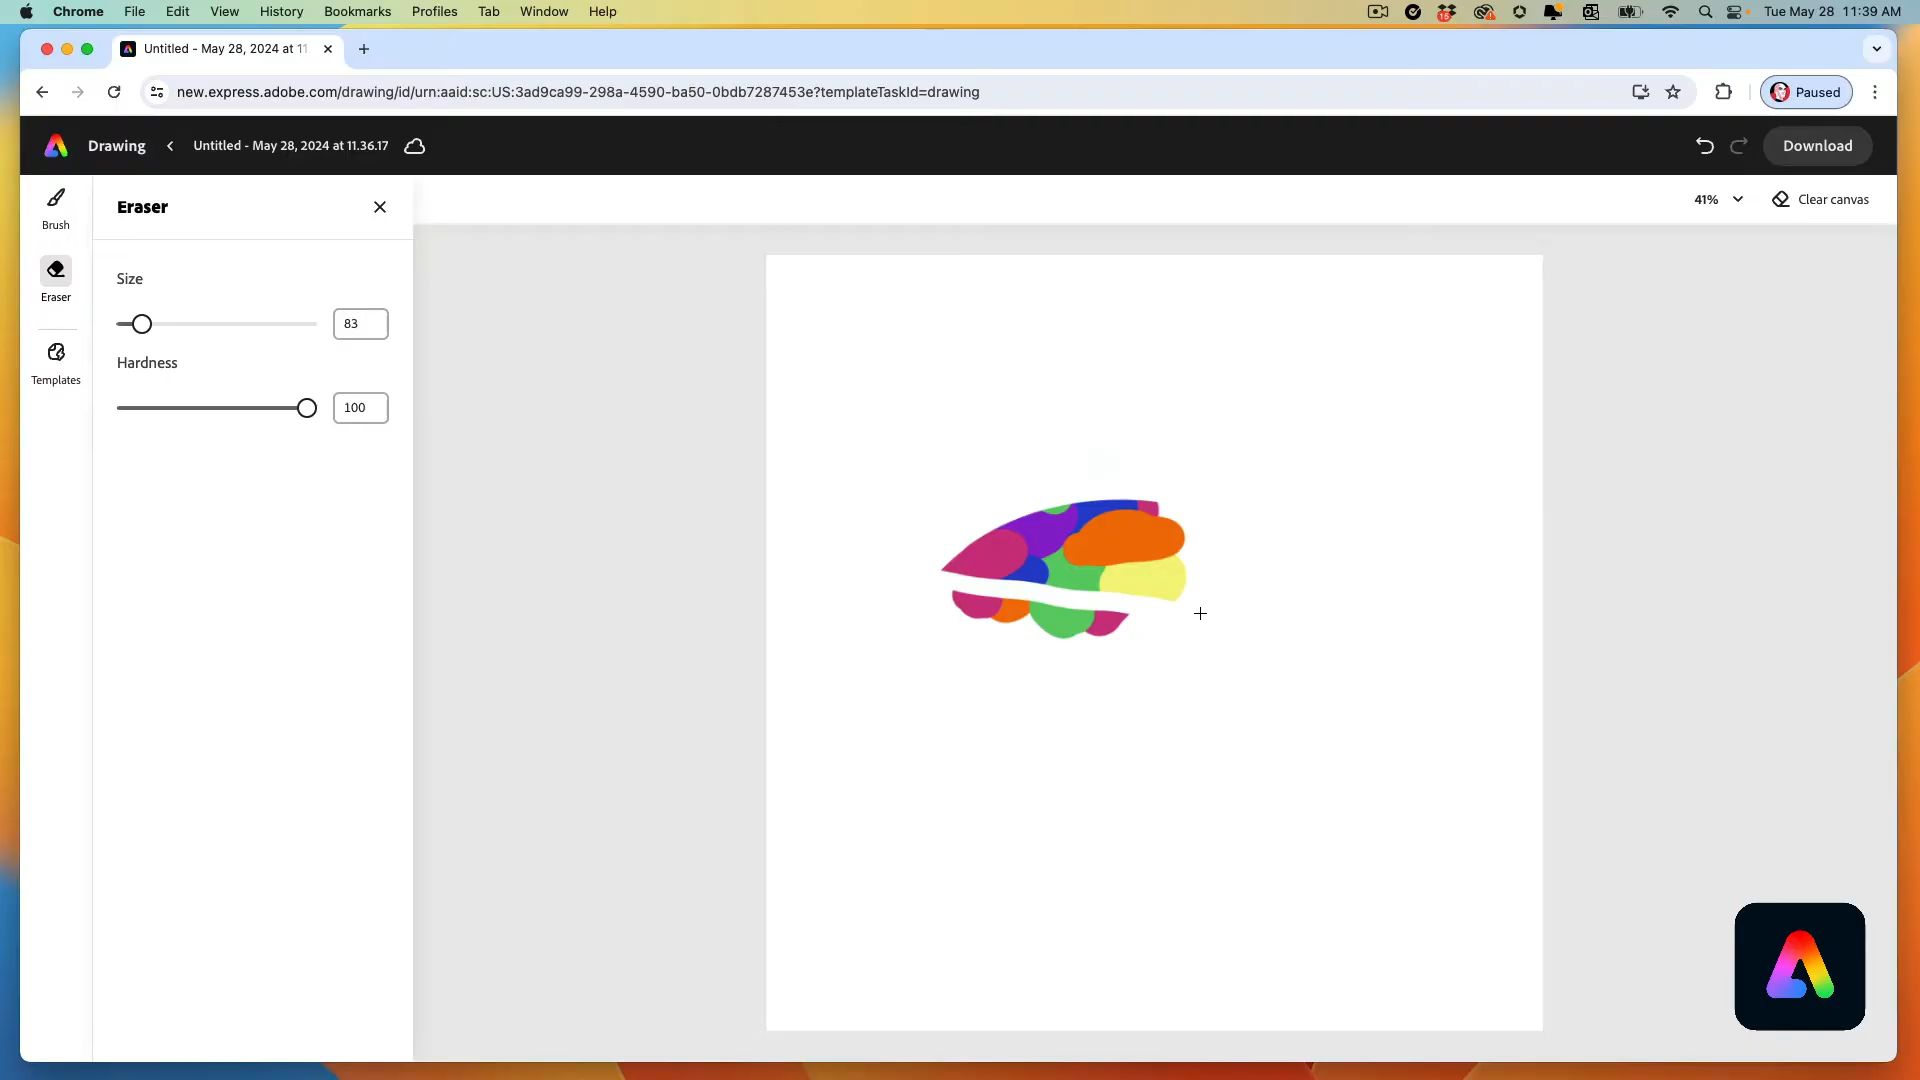 Chrome File Edit View History Bookmarks Profiles Tab Window Help
15
Tue May 28 11:39 AM
Untitled - May 28, 2024 at 11
new.express.adobe.com/drawing/id/urn:aaid:sc:US:3ad9ca99-298a-4590-ba50-0bdb7287453e?templateTaskId=drawing
Paused
Drawing
Untitled - May 28, 2024 at 11.36.17
Download
Brush
Eraser
41%
Clear canvas
Eraser
Size
83
Hardness
100
Templates